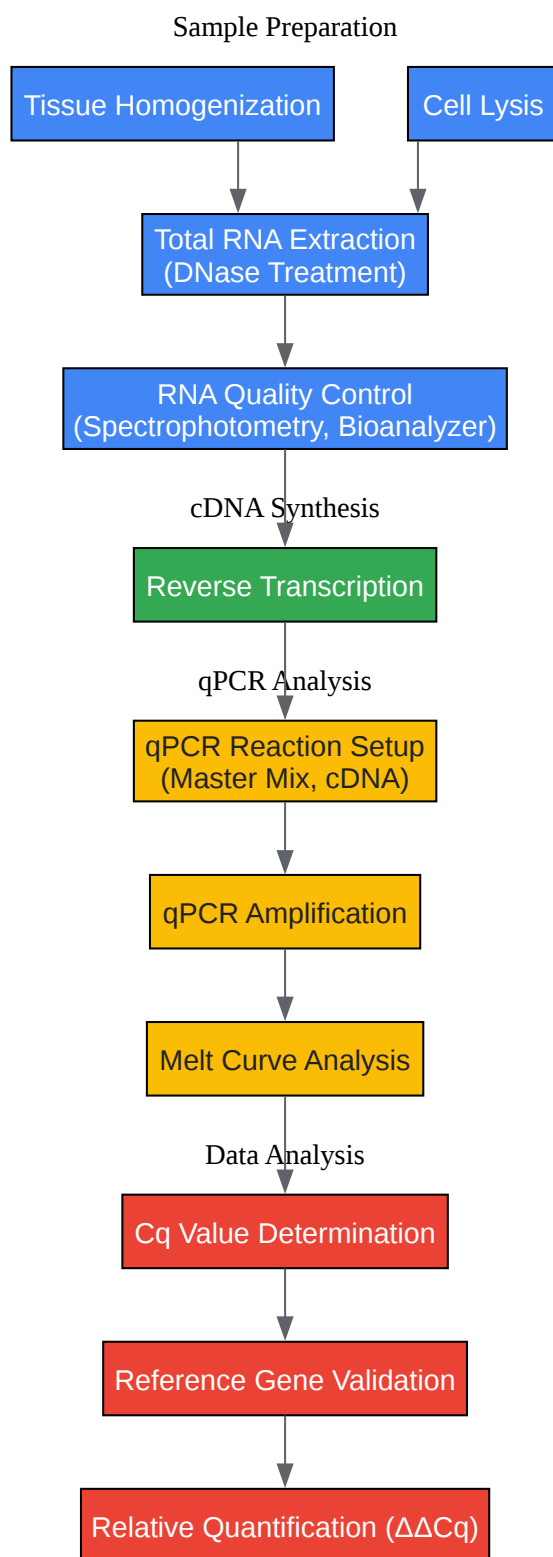 Sample Preparation
Tissue Homogenization
Cell Lysis
Total RNA Extraction
(DNase Treatment)
RNA Quality Control
(Spectrophotometry, Bioanalyzer)
cDNA Synthesis
Reverse Transcription
qPCR Analysis
qPCR Reaction Setup
(Master Mix, cDNA)
qPCR Amplification
Melt Curve Analysis
Data Analysis
Cq Value Determination
Reference Gene Validation
Relative Quantification (ΔΔCq)